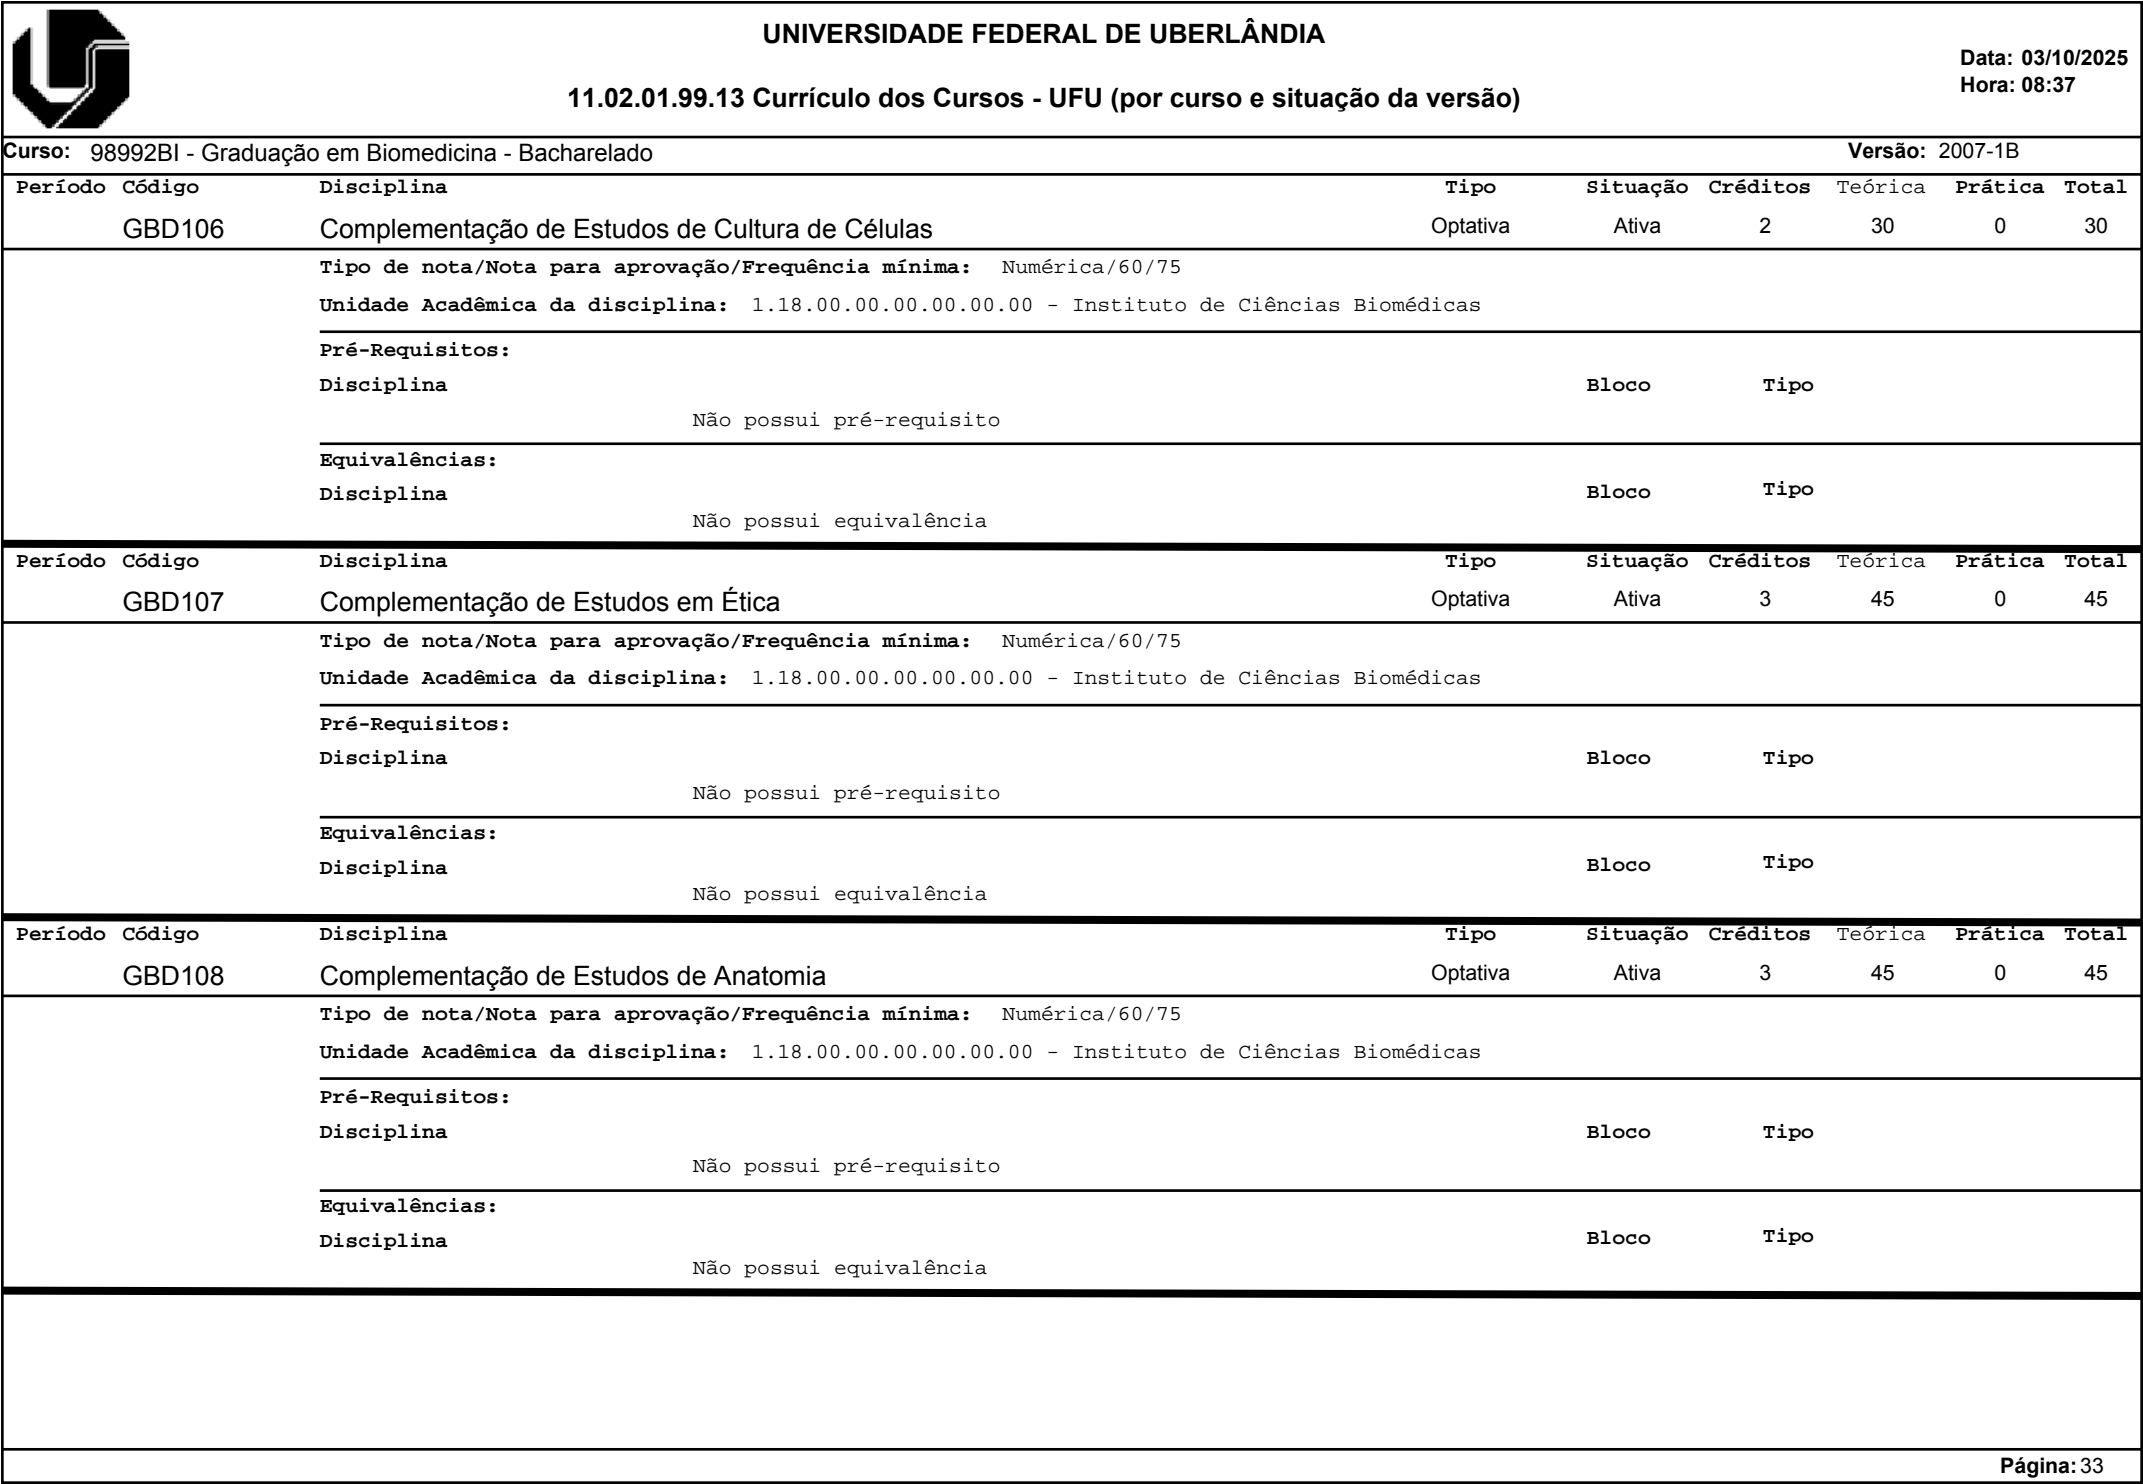 UNIVERSIDADE FEDERAL DE UBERLÂNDIA
Data: 03/10/2025
Hora: 08:37
11.02.01.99.13 Currículo dos Cursos - UFU (por curso e situação da versão)
Curso: 98992BI - Graduação em Biomedicina - Bacharelado Versão: 2007-1B
Período Código Disciplina Tipo Situação Créditos Teórica Prática Total
GBD106 Complementação de Estudos de Cultura de Células Optativa Ativa 2 30 0 30
Tipo de nota/Nota para aprovação/Frequência mínima: Numérica/60/75
Unidade Acadêmica da disciplina: 1.18.00.00.00.00.00.00 - Instituto de Ciências Biomédicas
Pré-Requisitos:
Disciplina Bloco Tipo
Não possui pré-requisito
Equivalências:
Disciplina Bloco Tipo
Não possui equivalência
Período Código Disciplina Tipo Situação Créditos Teórica Prática Total
GBD107 Complementação de Estudos em Ética Optativa Ativa 3 45 0 45
Tipo de nota/Nota para aprovação/Frequência mínima: Numérica/60/75
Unidade Acadêmica da disciplina: 1.18.00.00.00.00.00.00 - Instituto de Ciências Biomédicas
Pré-Requisitos:
Disciplina Bloco Tipo
Não possui pré-requisito
Equivalências:
Disciplina Bloco Tipo
Não possui equivalência
Período Código Disciplina Tipo Situação Créditos Teórica Prática Total
GBD108 Complementação de Estudos de Anatomia Optativa Ativa 3 45 0 45
Tipo de nota/Nota para aprovação/Frequência mínima: Numérica/60/75
Unidade Acadêmica da disciplina: 1.18.00.00.00.00.00.00 - Instituto de Ciências Biomédicas
Pré-Requisitos:
Disciplina Bloco Tipo
Não possui pré-requisito
Equivalências:
Disciplina Bloco Tipo
Não possui equivalência
Página: 33